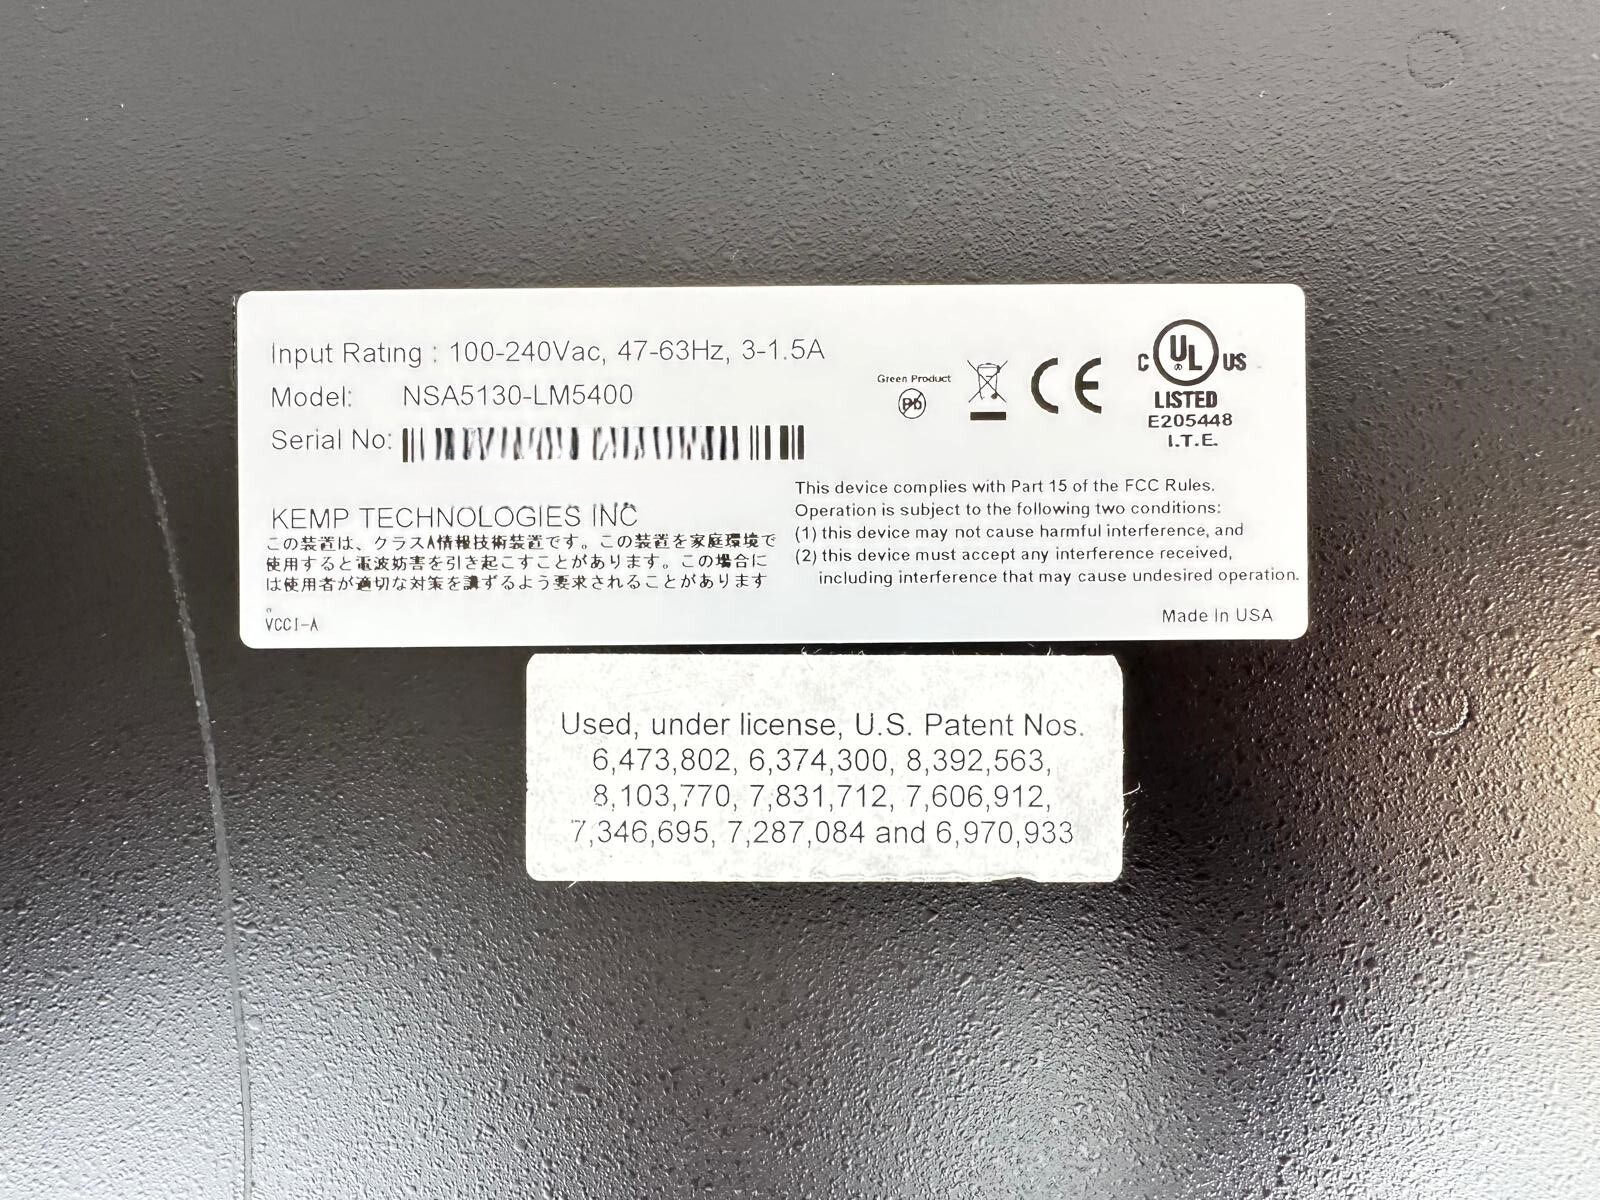 Input Rating : 100-240Vac, 47-63Hz, 3-1.5A
Model: NSA5130-LM5400
Serial No:
KEMP TECHNOLOGIES INC
この装置は、クラスA情報技術装置です。この装置を家庭環境で
使用すると電波妨害を引き起こすことがあります。この場合に
は使用者が適切な対策を講ずるよう要求されることがあります
。
VCCI-A
Green Product
Pb
CE
C UL US
LISTED
E205448
I.T.E.
This device complies with Part 15 of the FCC Rules.
Operation is subject to the following two conditions:
(1) this device may not cause harmful interference, and
(2) this device must accept any interference received,
including interference that may cause undesired operation.
Made In USA
Used, under license, U.S. Patent Nos.
6,473,802, 6,374,300, 8,392,563,
8,103,770, 7,831,712, 7,606,912,
7,346,695, 7,287,084 and 6,970,933